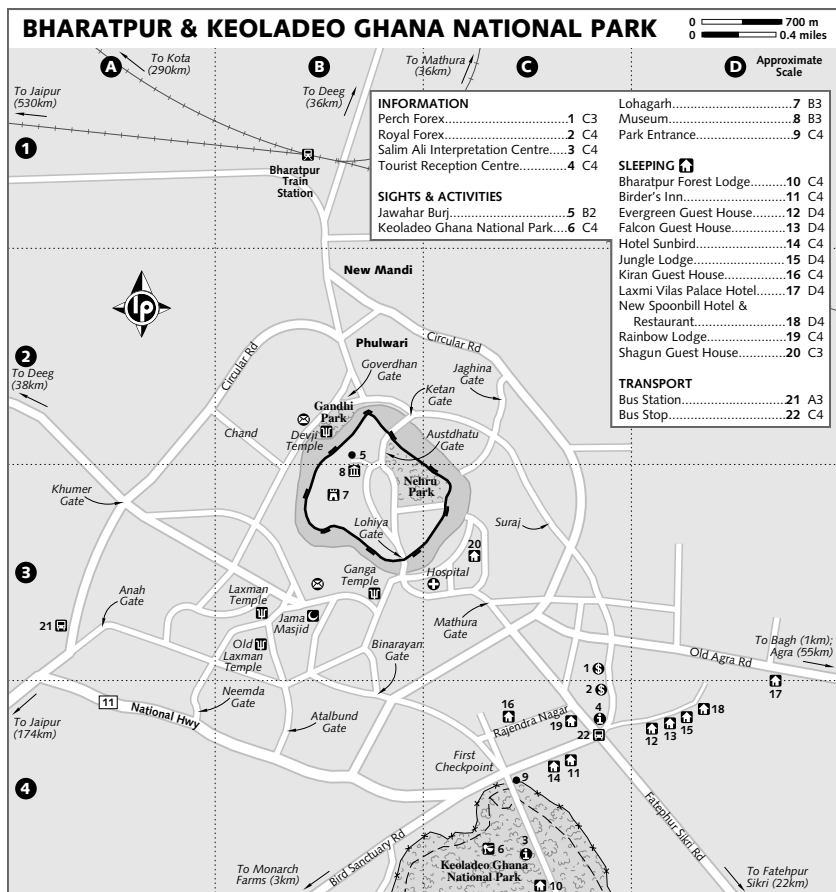 BHARATPUR & KEOLADEO GHANA NATIONAL PARK
0 700 m
0 0.4 miles
Approximate
Scale
A
B
C
D
To Kota
(290km)
To Mathura
(36km)
To Jaipur
(530km)
To Deeg
(36km)
INFORMATION
Perch Forex 1 C3
Royal Forex 2 C4
Salim Ali Interpretation Centre 3 C4
Tourist Reception Centre 4 C4
SIGHTS & ACTIVITIES
Jawahar Burj 5 B2
Keoladeo Ghana National Park 6 C4
Lohagarh 7 B3
Museum 8 B3
Park Entrance 9 C4
SLEEPING
Bharatpur Forest Lodge 10 C4
Birder's Inn 11 C4
Evergreen Guest House 12 D4
Falcon Guest House 13 D4
Hotel Sunbird 14 C4
Jungle Lodge 15 D4
Kiran Guest House 16 C4
Laxmi Vilas Palace Hotel 17 D4
New Spoonbill Hotel &
Restaurant 18 D4
Rainbow Lodge 19 C4
Shagun Guest House 20 C3
TRANSPORT
Bus Station 21 A3
Bus Stop 22 C4
1
Bharatpur
Train
Station
lp
New Mandi
Circular Rd
Phulwari
Circular Rd
2
Goverdhan
Gate
Jaghina
Gate
To Deeg
(38km)
Ketan
Gate
Gandhi
Park
Chand
Devji
Temple
Austdhatu
Gate
5
8
7
Nehru
Park
Khumer
Gate
Lohiya
Gate
Suraj
20
3
Ganga
Temple
Hospital
Anah
Gate
Laxman
Temple
21
Jama
Masjid
Mathura
Gate
Old
Laxman
Temple
Binarayan
Gate
To Bagh (1km);
Agra (55km)
Old Agra Rd
1
2
17
Neemda
Gate
11
National Hwy
To Jaipur
(174km)
Atalbund
Gate
16
Rajendra Nagar
4
19
22
18
12
13
15
First
Checkpoint
14
11
9
4
Fatephur Sikri Rd
Bird Sanctuary Rd
6
3
Keoladeo Ghana
National Park
10
To Monarch
Farms (3km)
To Fatehpur
Sikri (22km)